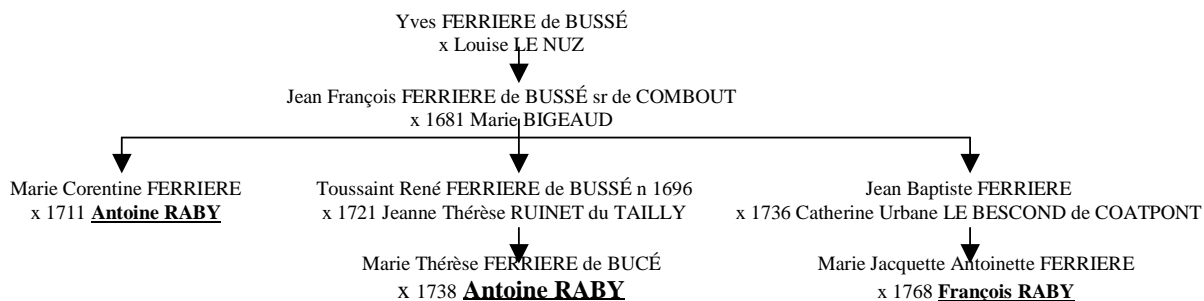 Yves FERRIERE de BUSSÉ
x Louise LE NUZ
Jean François FERRIERE de BUSSÉ sr de COMBOUT
x 1681 Marie BIGEAUD
Marie Corentine FERRIERE
x 1711 Antoine RABY
Toussaint René FERRIERE de BUSSÉ n 1696
x 1721 Jeanne Thérèse RUINET du TAILLY
Jean Baptiste FERRIERE
x 1736 Catherine Urbane LE BESCOND de COATPONT
Marie Thérèse FERRIERE de BUCÉ
x 1738 Antoine RABY
Marie Jacquette Antoinette FERRIERE
x 1768 François RABY